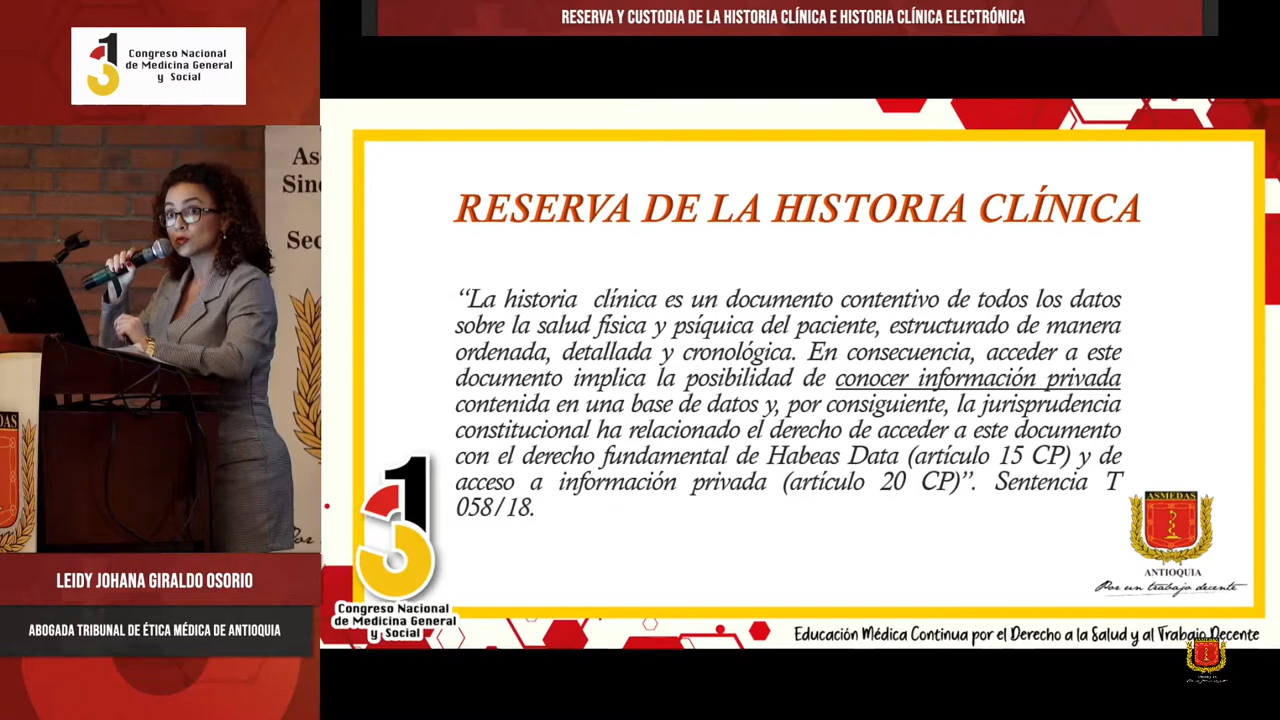 RESERVA Y CUSTODIA DE LA HISTORIA CLÍNICA E HISTORIA CLÍNICA ELECTRÓNICA
Congreso Nacional
de Medicina General
y Social
As
Sin
Sec
DAS
LEIDY JOHANA GIRALDO OSORIO
ABOGADA TRIBUNAL DE ÉTICA MÉDICA DE ANTIOQUIA
RESERVA DE LA HISTORIA CLÍNICA
“La historia clínica es un documento contentivo de todos los datos
sobre la salud física y psíquica del paciente, estructurado de manera
ordenada, detallada y cronológica. En consecuencia, acceder a este
documento implica la posibilidad de conocer información privada
contenida en una base de datos y, por consiguiente, la jurisprudencia
constitucional ha relacionado el derecho de acceder a este documento
con el derecho fundamental de Habeas Data (artículo 15 CP) y de
acceso a información privada (artículo 20 CP)”. Sentencia T
058/18.
13
Congreso Nacional
de Medicina General
y Social
ASMEDAS
ANTIOQUIA
Por un trabajo decente
Educación Médica Continua por el Derecho a la Salud y al Trabajo Decente